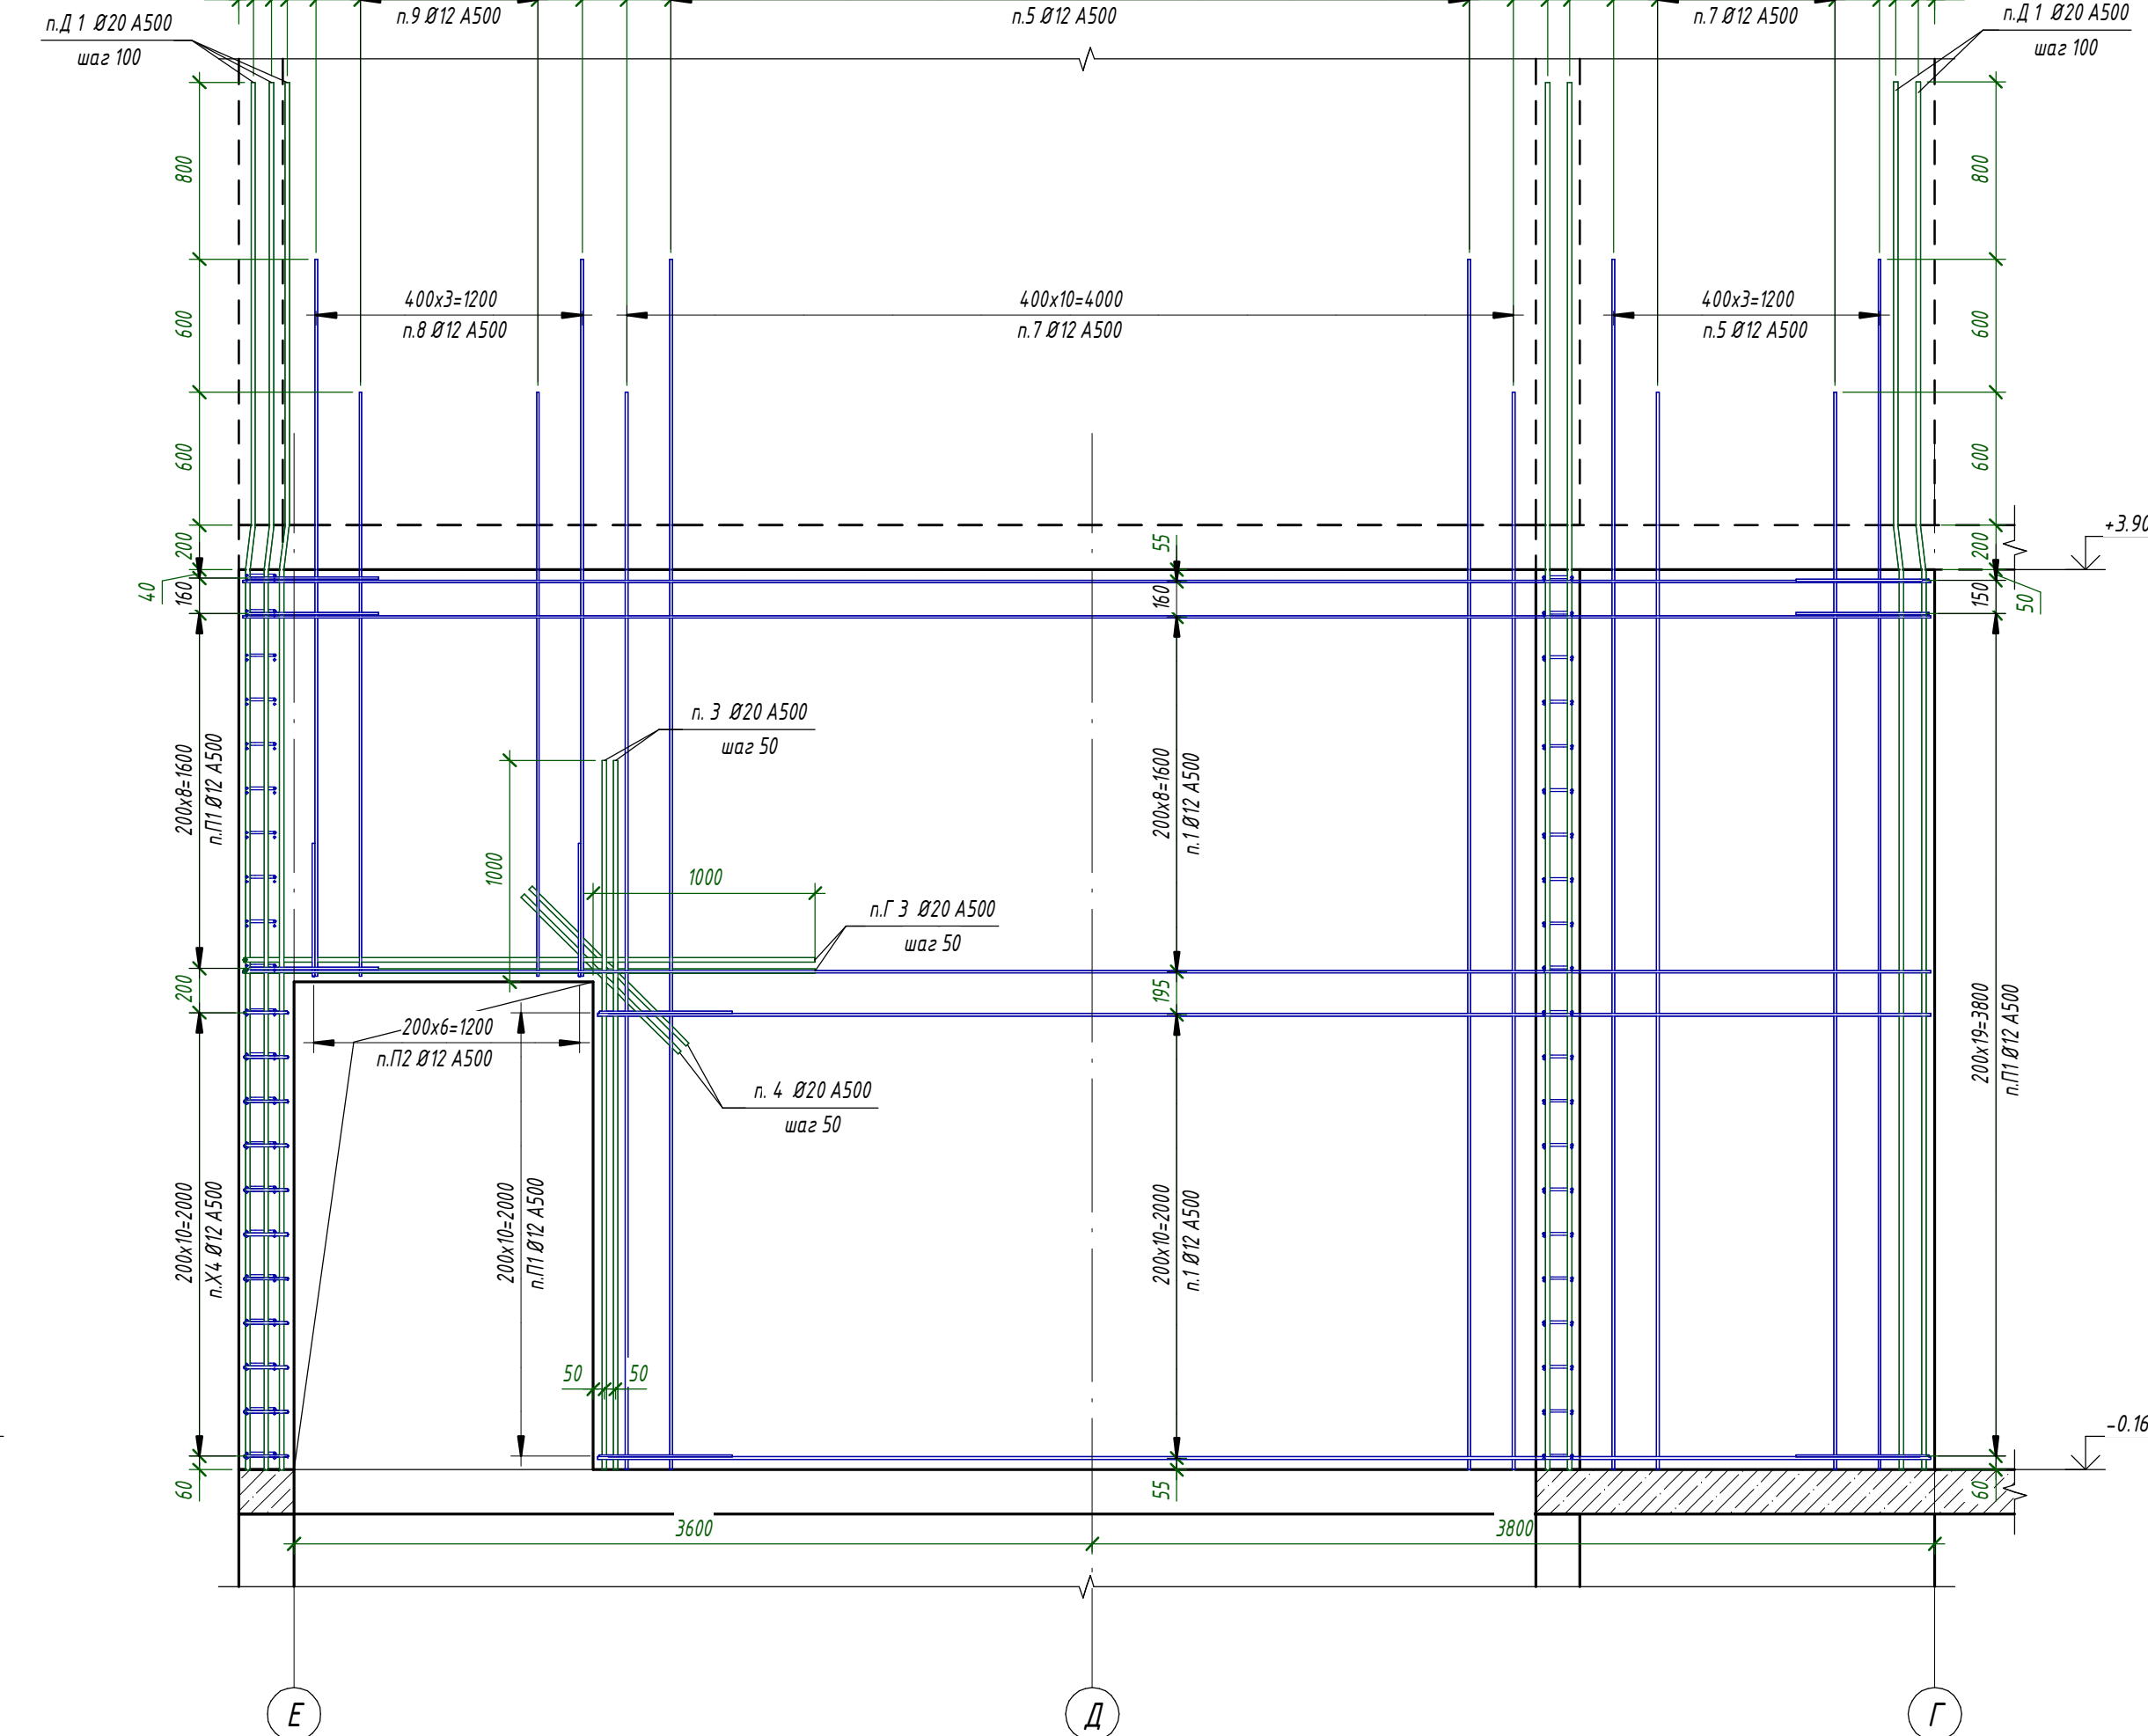 п.9 Ø12 А500
п.5 Ø12 А500
п.7 Ø12 А500
п.Д 1 Ø20 А500
шаг 100
п.Д 1 Ø20 А500
шаг 100
800
800
600
400х3=1200
п.8 Ø12 А500
400х10=4000
п.7 Ø12 А500
400х3=1200
п.5 Ø12 А500
600
600
600
200
55
200
+3.90
40
160
160
150
50
п. 3 Ø20 А500
шаг 50
200х8=1600
п.П1 Ø12 А500
200х8=1600
п.1 Ø12 А500
1000
1000
п.Г 3 Ø20 А500
шаг 50
200
195
200х6=1200
п.П2 Ø12 А500
200х19=3800
п.П1 Ø12 А500
п. 4 Ø20 А500
шаг 50
200х10=2000
п.Х4 Ø12 А500
200х10=2000
п.П1 Ø12 А500
200х10=2000
п.1 Ø12 А500
50
50
-0.16
60
55
60
3600
3800
Е
Д
Г